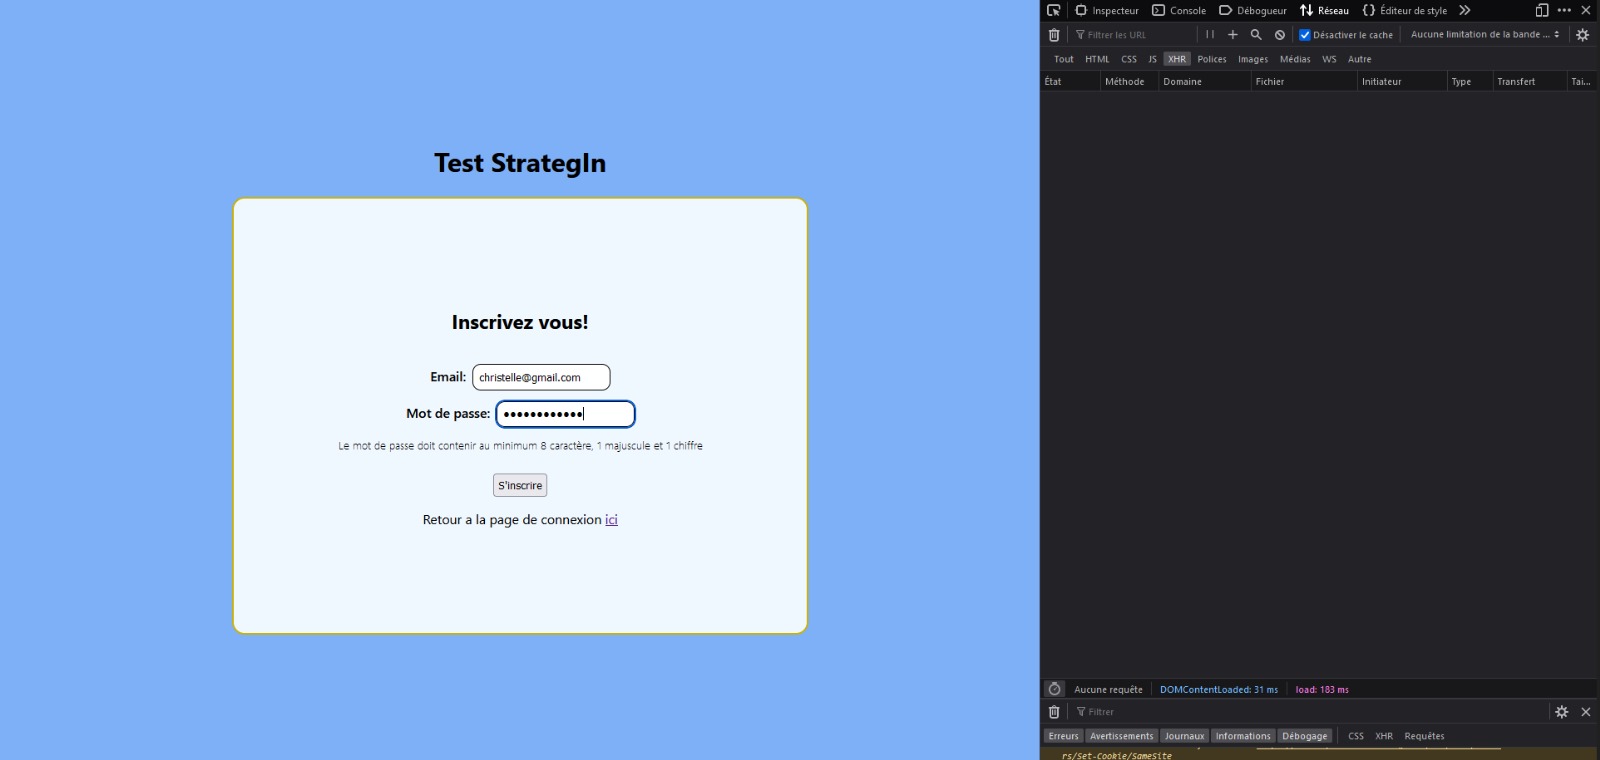 Test StrategIn
Inscrivez vous!
Email: christelle@gmail.com
Mot de passe: ••••••••••••
Le mot de passe doit contenir au minimum 8 caractère, 1 majuscule et 1 chiffre
S'inscrire
Retour a la page de connexion ici
Inspecteur Console Débogueur Réseau Éditeur de style
Filtrer les URL Désactiver le cache Aucune limitation de la bande ...
Tout HTML CSS JS XHR Polices Images Médias WS Autre
État Méthode Domaine Fichier Initiateur Type Transfert Tai...
Aucune requête DOMContentLoaded: 31 ms load: 183 ms
Filtrer
Erreurs Avertissements Journaux Informations Débogage CSS XHR Requêtes
rs/Set-Cookie/SameSite